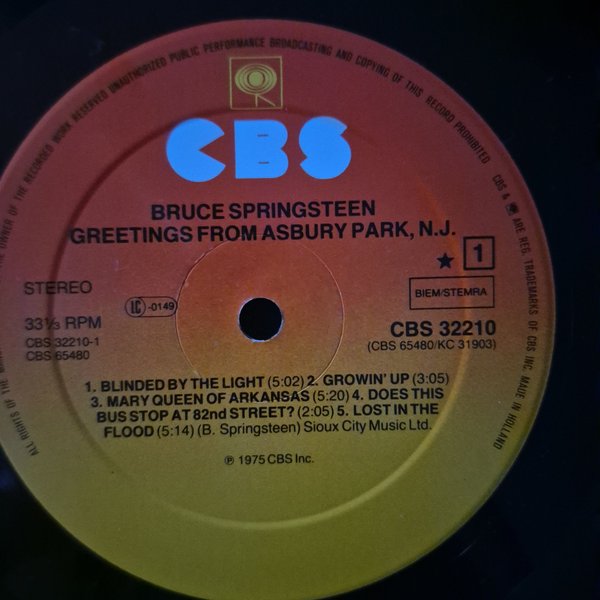 OWNER OF THE RECORDED WORK RESERVED UNAUTHORIZED PUBLIC PERFORMANCE BROADCASTING AND COPYING OF THIS RECORD PROHIBITED
CBS
BRUCE SPRINGSTEEN
GREETINGS FROM ASBURY PARK, N.J.
★ 1
STEREO
LC -0149
BIEM/STEMRA
33⅓ RPM
CBS 32210
CBS 32210-1
(CBS 65480/KC 31903)
CBS 65480
1. BLINDED BY THE LIGHT (5:02) 2. GROWIN' UP (3:05)
3. MARY QUEEN OF ARKANSAS (5:20) 4. DOES THIS
BUS STOP AT 82nd STREET? (2:05) 5. LOST IN THE
FLOOD (5:14) (B. Springsteen) Sioux City Music Ltd.
℗ 1975 CBS Inc.
CBS & ARE REG. TRADEMARKS OF CBS INC. MADE IN HOLLAND
ALL RIGHTS OF THE